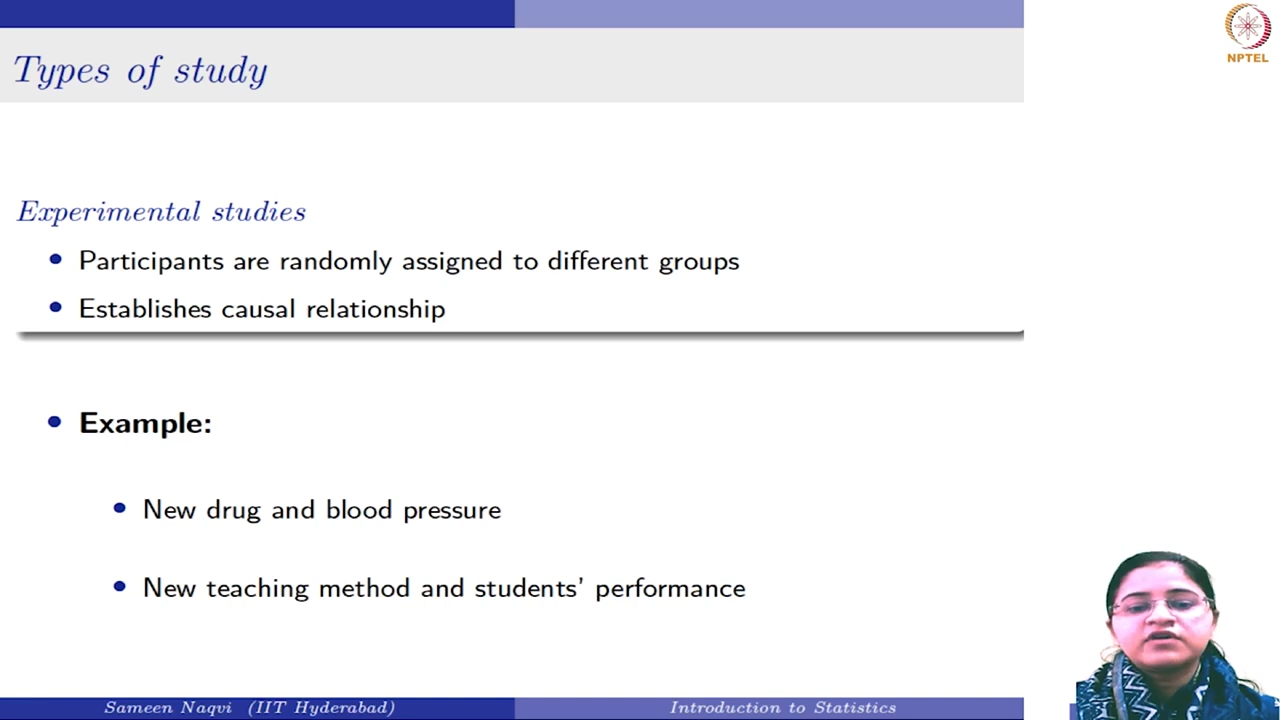 NPTEL
Types of study
Experimental studies
• Participants are randomly assigned to different groups
• Establishes causal relationship
• Example:
• New drug and blood pressure
• New teaching method and students' performance
Sameen Naqvi (IIT Hyderabad)
Introduction to Statistics